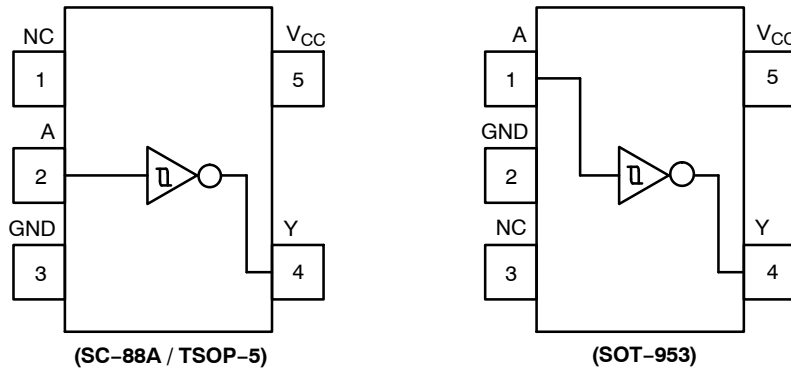 NC
1
A
2
GND
3
VCC
5
Y
4
(SC–88A / TSOP–5)
A
1
GND
2
NC
3
VCC
5
Y
4
(SOT–953)